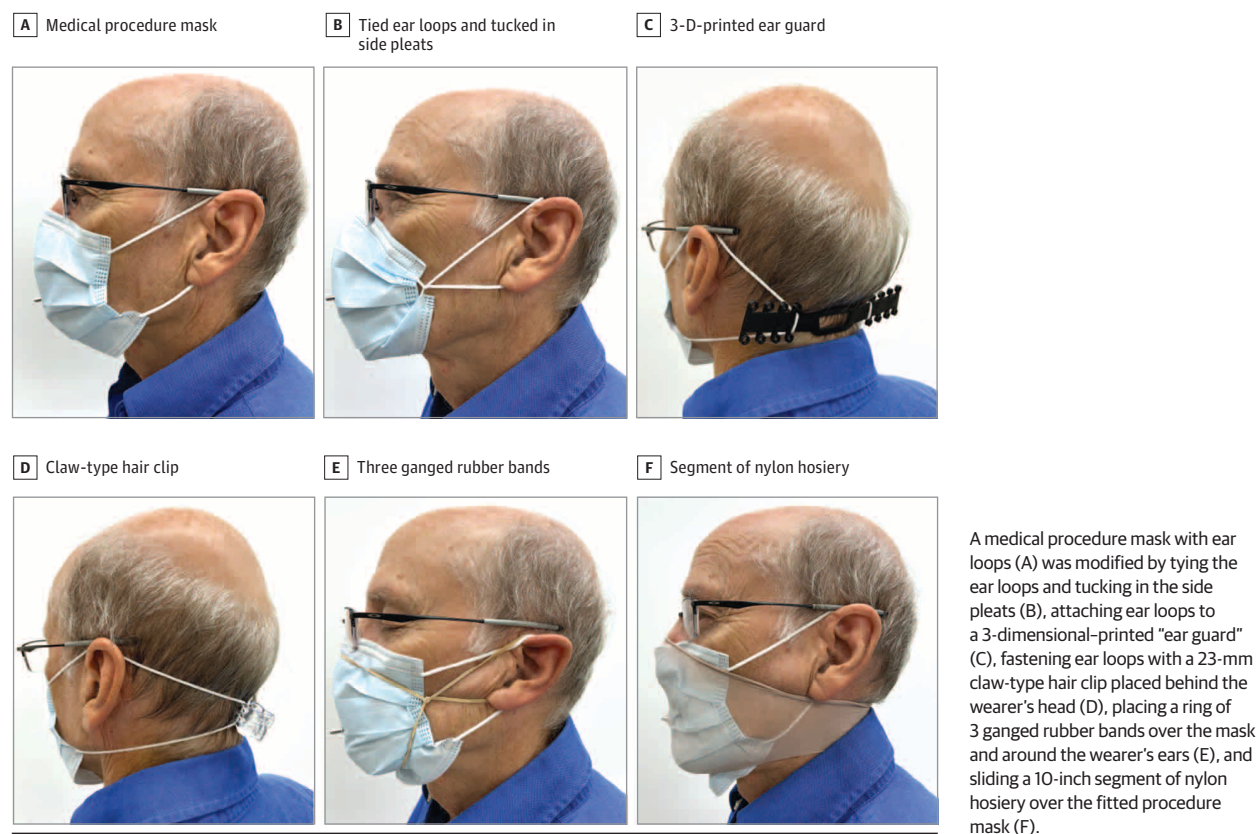 A Medical procedure mask
B Tied ear loops and tucked in
side pleats
C 3-D-printed ear guard
D Claw-type hair clip
E Three ganged rubber bands
F Segment of nylon hosiery
A medical procedure mask with ear
loops (A) was modified by tying the
ear loops and tucking in the side
pleats (B), attaching ear loops to
a 3-dimensional–printed “ear guard”
(C), fastening ear loops with a 23-mm
claw-type hair clip placed behind the
wearer’s head (D), placing a ring of
3 ganged rubber bands over the mask
and around the wearer’s ears (E), and
sliding a 10-inch segment of nylon
hosiery over the fitted procedure
mask (F).